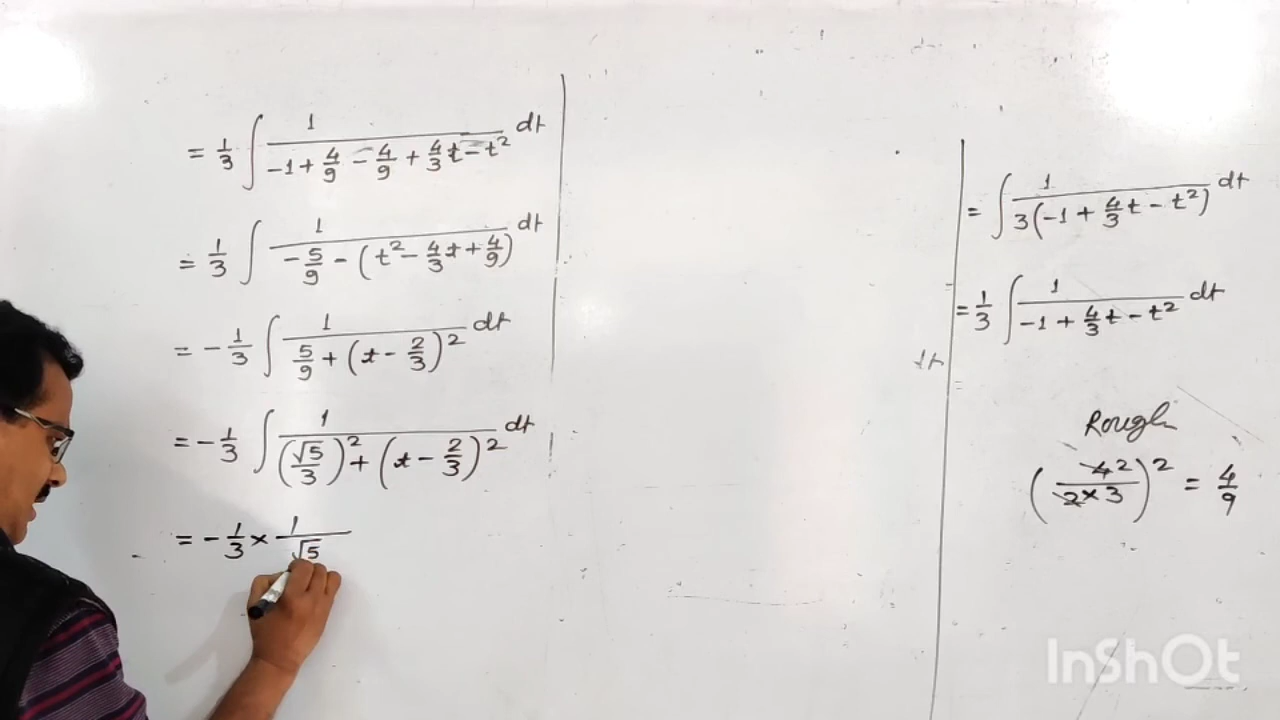 = 1/3 ∫ 1/(-1 + 4/9 - 4/9 + 4/3 t - t²) dt
= 1/3 ∫ 1/(-5/9 - (t² - 4/3 t + 4/9)) dt
= -1/3 ∫ 1/(5/9 + (t - 2/3)²) dt
= -1/3 ∫ 1/((√5/3)² + (t - 2/3)²) dt
= -1/3 × 1/√5
= ∫ 1/(3(-1 + 4/3 t - t²)) dt
= 1/3 ∫ 1/(-1 + 4/3 t - t²) dt
dt
Rough
(4 2/(2×3))² = 4/9
InShOt